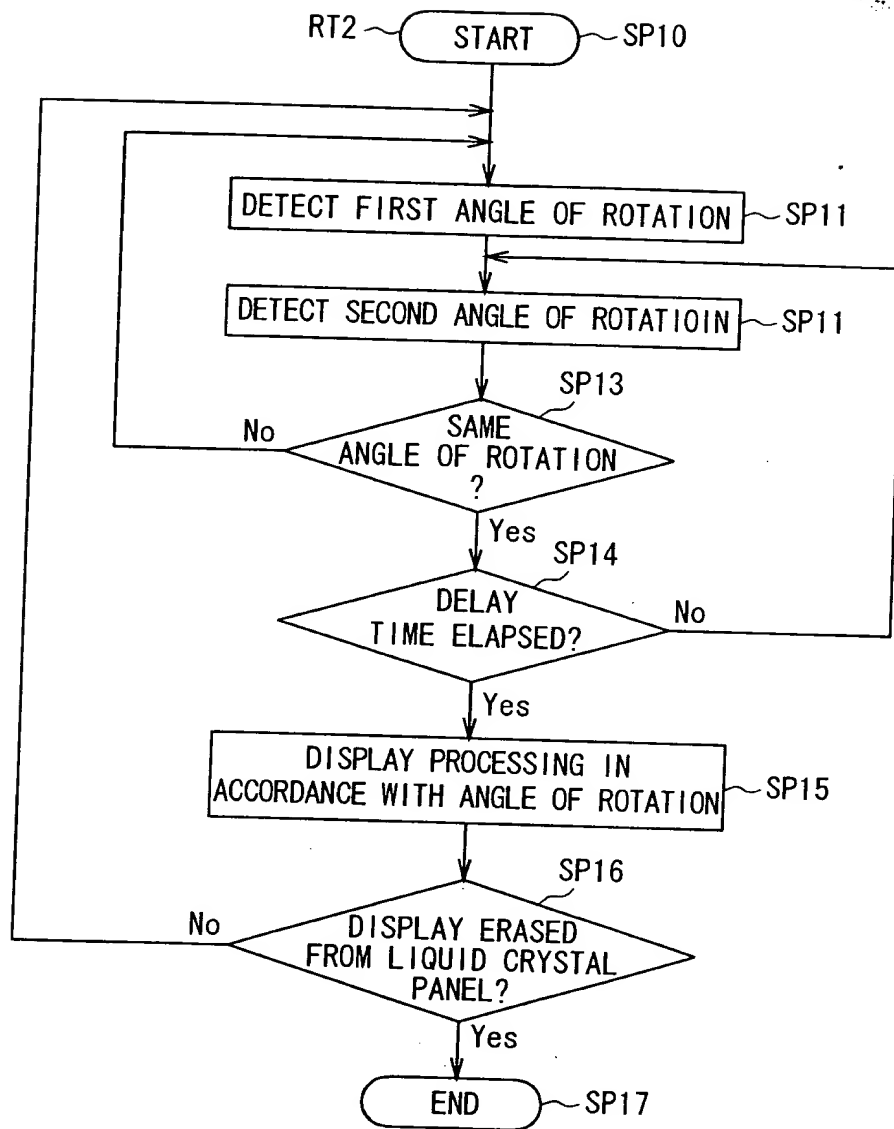 RT2 START SP10
DETECT FIRST ANGLE OF ROTATION SP11
DETECT SECOND ANGLE OF ROTATIOIN SP11
SP13
No
SAME
ANGLE OF ROTATION
?
Yes
SP14
DELAY
TIME ELAPSED?
No
Yes
DISPLAY PROCESSING IN
ACCORDANCE WITH ANGLE OF ROTATION SP15
SP16
No
DISPLAY ERASED
FROM LIQUID CRYSTAL
PANEL?
Yes
END SP17